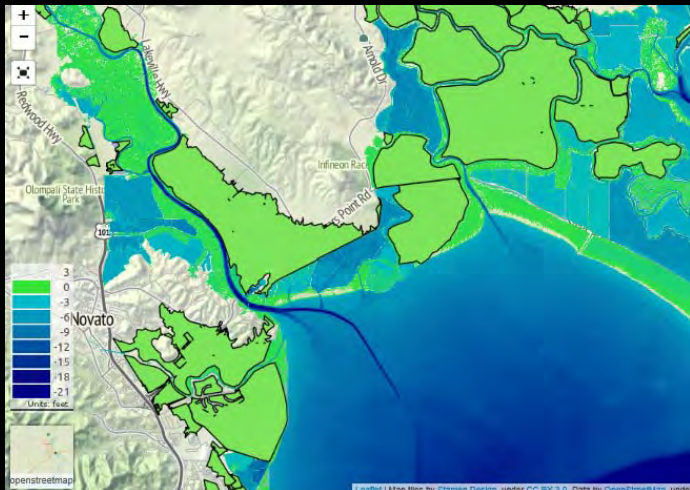 +
−
Lakeville Hwy
Arnold Dr
Redwood Hwy
Infineon Race
Olompali State Histo
Park
s Point Rd
101
3
0
-3
-6
-9
-12
-15
-18
-21
Units: feet
Novato
openstreetmap
Leaflet | Map tiles by Stamen Design, under CC BY 3.0. Data by OpenStreetMap, under